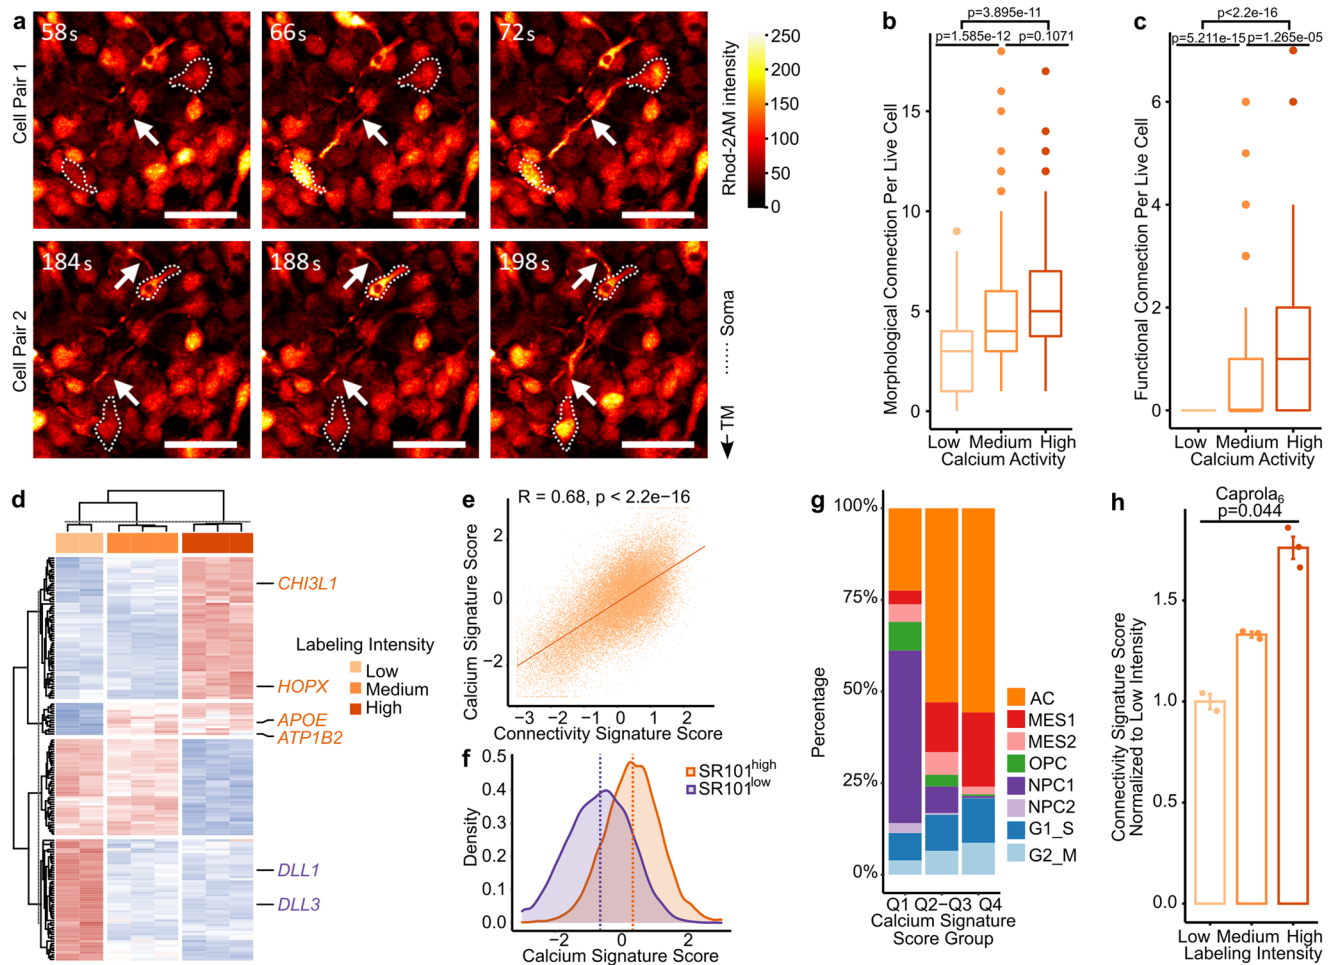 a
58s
66s
72s
Cell Pair 1
250
200
150
100
50
0
Rhod-2AM intensity
184s
188s
198s
Cell Pair 2
TM ······ Soma
b
p=3.895e-11
p=1.585e-12
p=0.1071
Morphological Connection Per Live Cell
15
10
5
0
Low Medium High
Calcium Activity
c
p<2.2e-16
p=5.211e-15
p=1.265e-05
Functional Connection Per Live Cell
6
4
2
0
Low Medium High
Calcium Activity
d
CHI3L1
HOPX
APOE
ATP1B2
DLL1
DLL3
Labeling Intensity
Low
Medium
High
e
R = 0.68, p < 2.2e−16
Calcium Signature Score
2
0
−2
−3 −2 −1 0 1 2
Connectivity Signature Score
f
SR101high
SR101low
Density
0.5
0.4
0.3
0.2
0.1
0.0
−2 0 2
Calcium Signature Score
g
100%
75%
50%
25%
0%
Percentage
AC
MES1
MES2
OPC
NPC1
NPC2
G1_S
G2_M
Q1 Q2−Q3 Q4
Calcium Signature
Score Group
h
Caprola6
p=0.044
Connectivity Signature Score
Normalized to Low Intensity
1.5
1.0
0.5
0.0
Low Medium High
Labeling Intensity